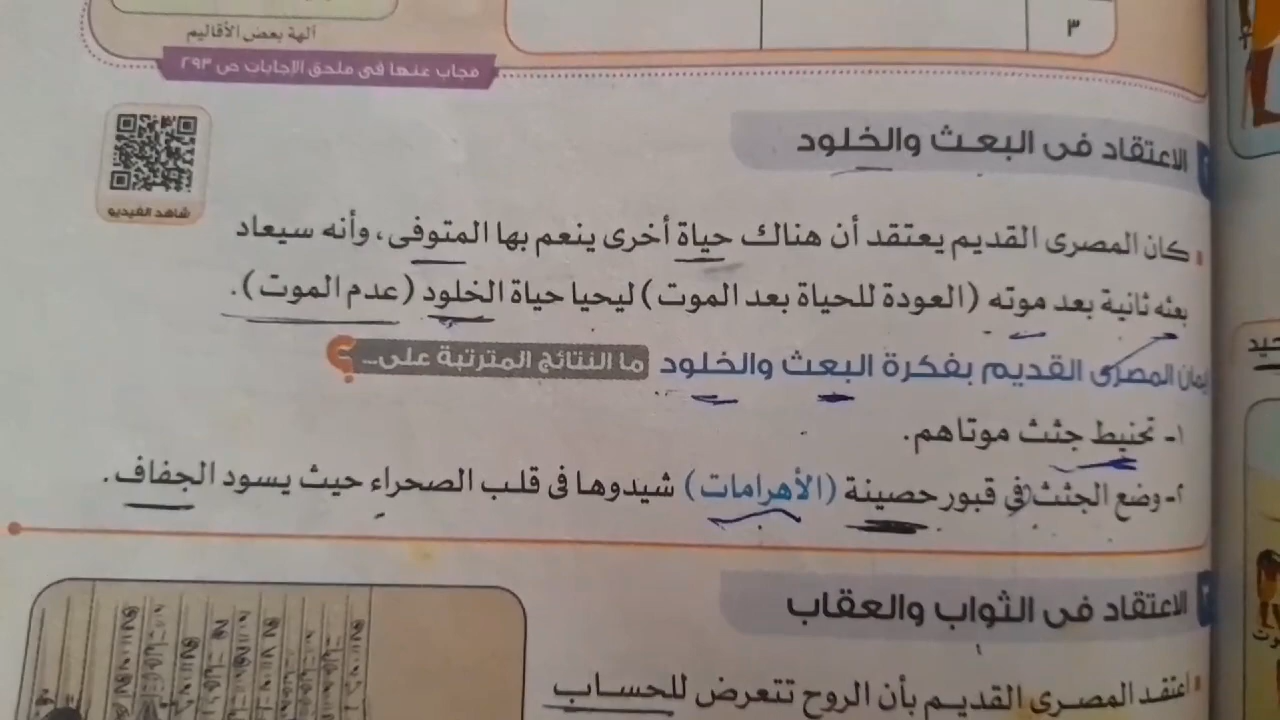 آلهة بعض الأقاليم
٣
مجاب عنها فى ملحق الإجابات ص ٢٩٣
الاعتقاد فى البعث والخلود
شاهد الفيديو
كان المصرى القديم يعتقد أن هناك حياة أخرى ينعم بها المتوفى، وأنه سيعاد
بعثه ثانية بعد موته (العودة للحياة بعد الموت) ليحيا حياة الخلود (عدم الموت).
إيمان المصرى القديم بفكرة البعث والخلود ما النتائج المترتبة على... ؟
١- تحنيط جثث موتاهم.
٢- وضع الجثث فى قبور حصينة (الأهرامات) شيدوها فى قلب الصحراء حيث يسود الجفاف.
الاعتقاد فى الثواب والعقاب
اعتقد المصرى القديم بأن الروح تتعرض للحساب